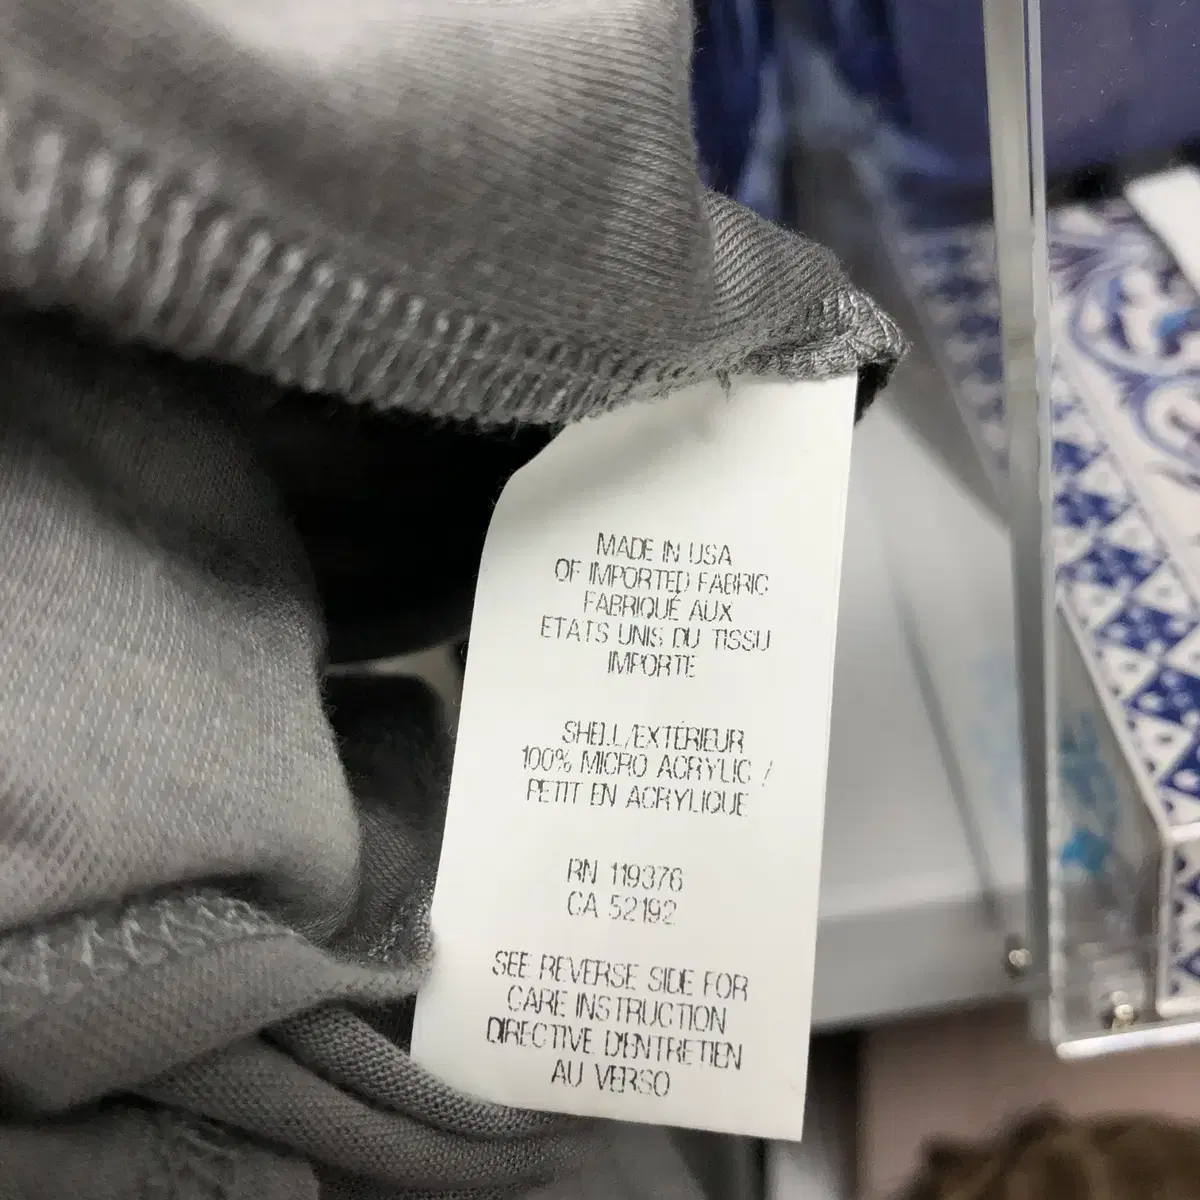 MADE IN USA
OF IMPORTED FABRIC
FABRIQUÉ AUX
ETATS UNIS DU TISSU
IMPORTE
SHELL/EXTÉRIEUR
100% MICRO ACRYLIC /
PETIT EN ACRYLIQUE
RN 119376
CA 52192
SEE REVERSE SIDE FOR
CARE INSTRUCTION
DIRECTIVE D'ENTRETIEN
AU VERSO